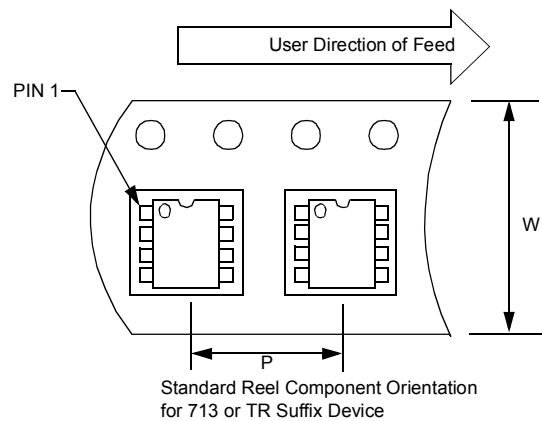 User Direction of Feed
PIN 1
W
P
Standard Reel Component Orientation
for 713 or TR Suffix Device